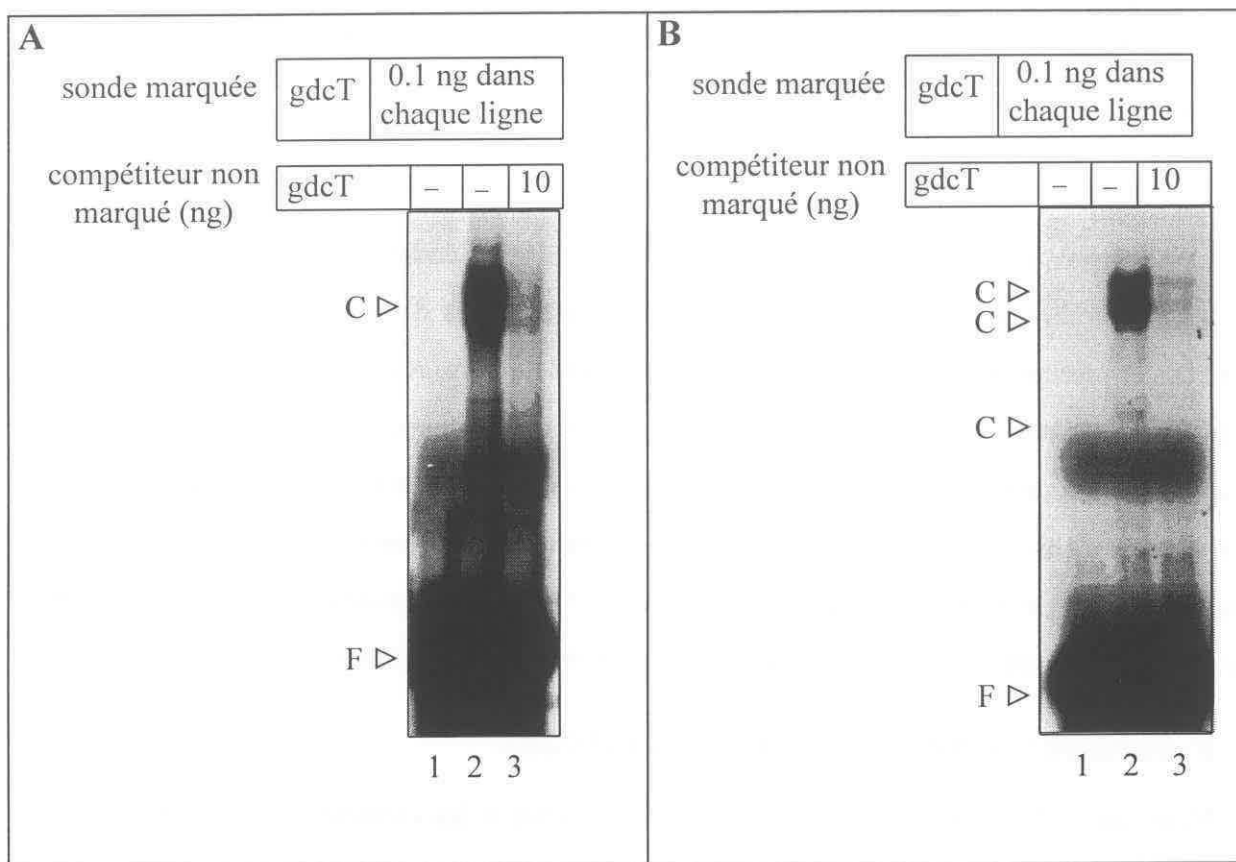 A
sonde marquée
gdcT
0.1 ng dans
chaque ligne
compétiteur non
marqué (ng)
gdcT
–
–
10
C
F
1 2 3
B
sonde marquée
gdcT
0.1 ng dans
chaque ligne
compétiteur non
marqué (ng)
gdcT
–
–
10
C
C
C
F
1 2 3